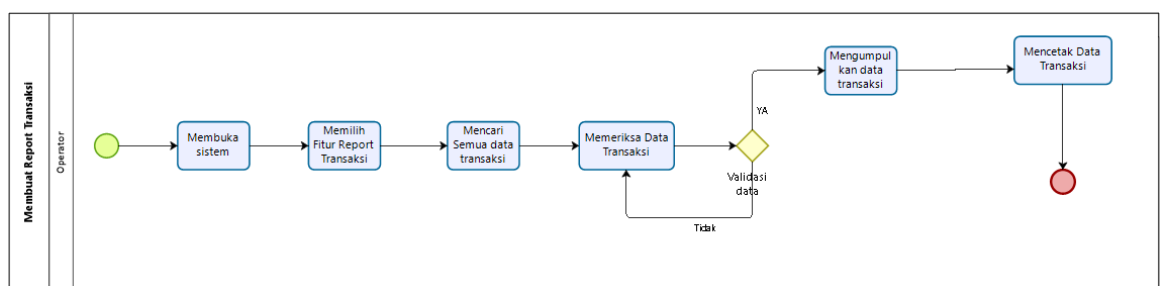 Membuat Report Transaksi
Operator
Membuka
sistem
Memilih
Fitur Report
Transaksi
Mencari
Semua data
transaksi
Memeriksa Data
Transaksi
Validasi
data
YA
Tidak
Mengumpul
kan data
transaksi
Mencetak Data
Transaksi